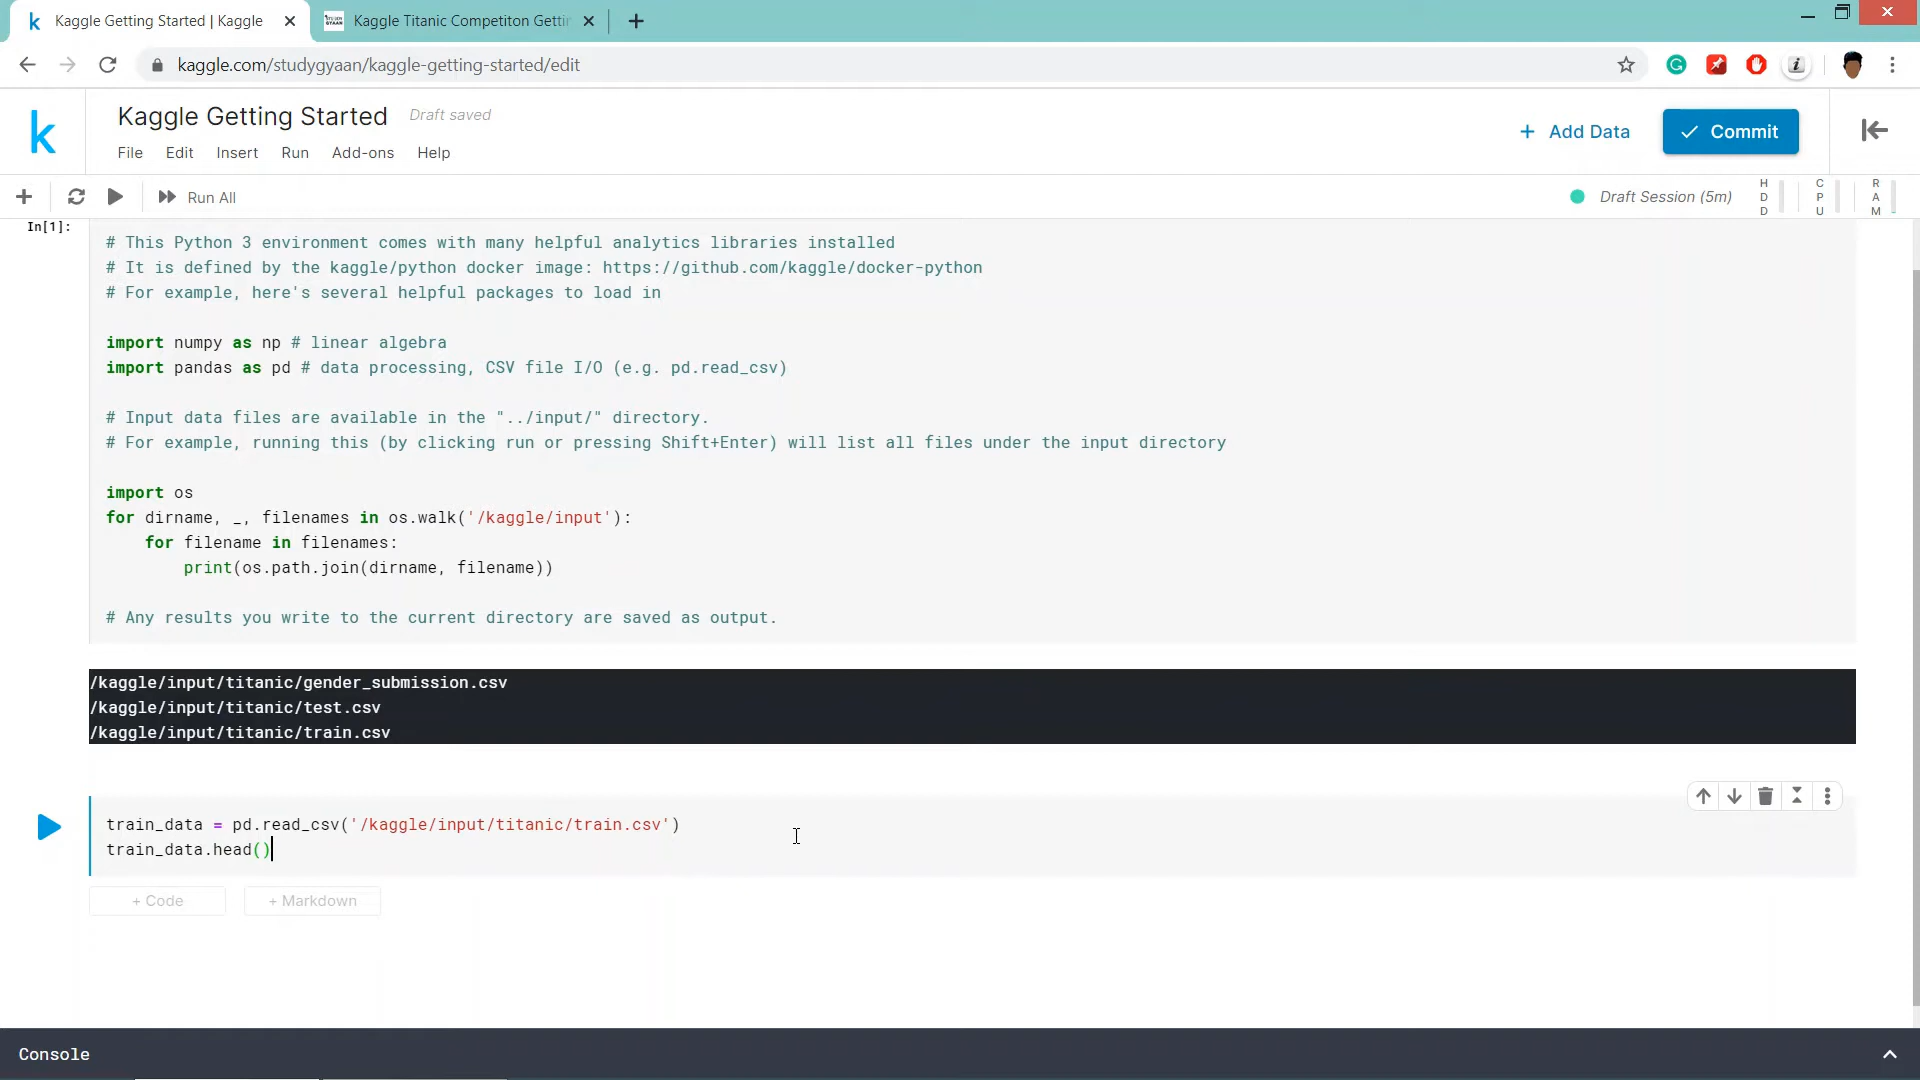 Kaggle Getting Started | Kaggle
Kaggle Titanic Competiton Gettin
kaggle.com/studygyaan/kaggle-getting-started/edit
Kaggle Getting Started Draft saved
File Edit Insert Run Add-ons Help
+ Add Data
Commit
Run All
Draft Session (5m)
HDD
CPU
RAM
In[1]:
# This Python 3 environment comes with many helpful analytics libraries installed
# It is defined by the kaggle/python docker image: https://github.com/kaggle/docker-python
# For example, here's several helpful packages to load in
import numpy as np # linear algebra
import pandas as pd # data processing, CSV file I/O (e.g. pd.read_csv)
# Input data files are available in the "../input/" directory.
# For example, running this (by clicking run or pressing Shift+Enter) will list all files under the input directory
import os
for dirname, _, filenames in os.walk('/kaggle/input'):
    for filename in filenames:
        print(os.path.join(dirname, filename))
# Any results you write to the current directory are saved as output.
/kaggle/input/titanic/gender_submission.csv
/kaggle/input/titanic/test.csv
/kaggle/input/titanic/train.csv
train_data = pd.read_csv('/kaggle/input/titanic/train.csv')
train_data.head()
+ Code + Markdown
Console